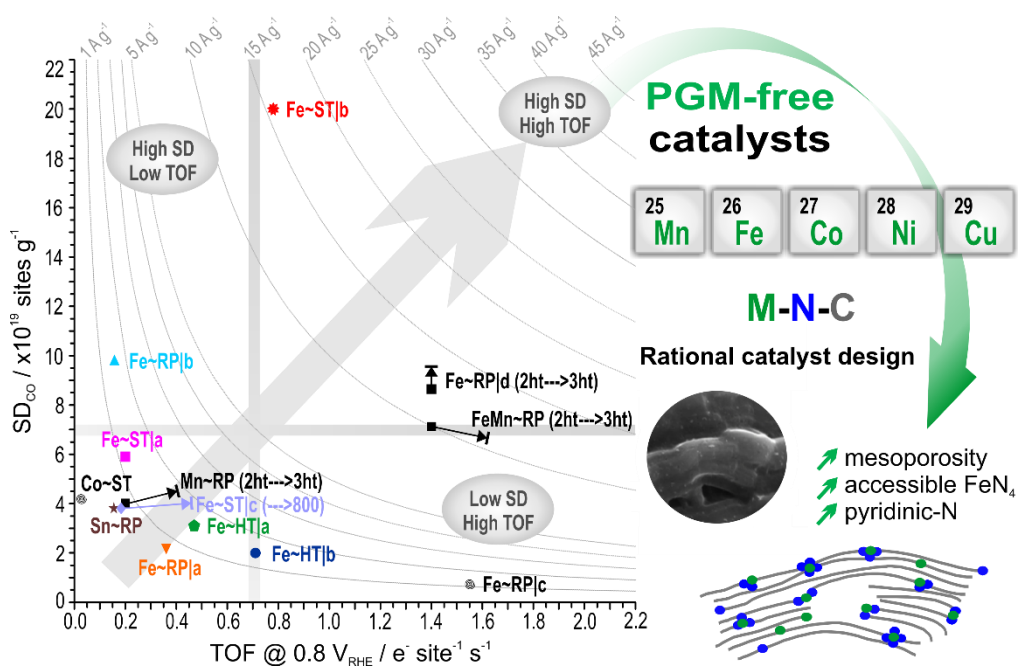 1 A g⁻¹
5 A g⁻¹
10 A g⁻¹
15 A g⁻¹
20 A g⁻¹
25 A g⁻¹
30 A g⁻¹
35 A g⁻¹
40 A g⁻¹
45 A g⁻¹
SD_CO / x10¹⁹ sites g⁻¹
22
20
18
16
14
12
10
8
6
4
2
0
Fe~ST|b
High SD
Low TOF
High SD
High TOF
Fe~RP|b
Fe~RP|d (2ht--->3ht)
FeMn~RP (2ht--->3ht)
Fe~ST|a
Co~ST
Mn~RP (2ht--->3ht)
Fe~ST|c (--->800)
Sn~RP
Fe~HT|a
Low SD
High TOF
Fe~RP|a
Fe~HT|b
Fe~RP|c
0.0
0.2
0.4
0.6
0.8
1.0
1.2
1.4
1.6
1.8
2.0
2.2
TOF @ 0.8 V_RHE / e⁻ site⁻¹ s⁻¹
PGM-free
catalysts
25
Mn
26
Fe
27
Co
28
Ni
29
Cu
M-N-C
Rational catalyst design
mesoporosity
accessible FeN₄
pyridinic-N